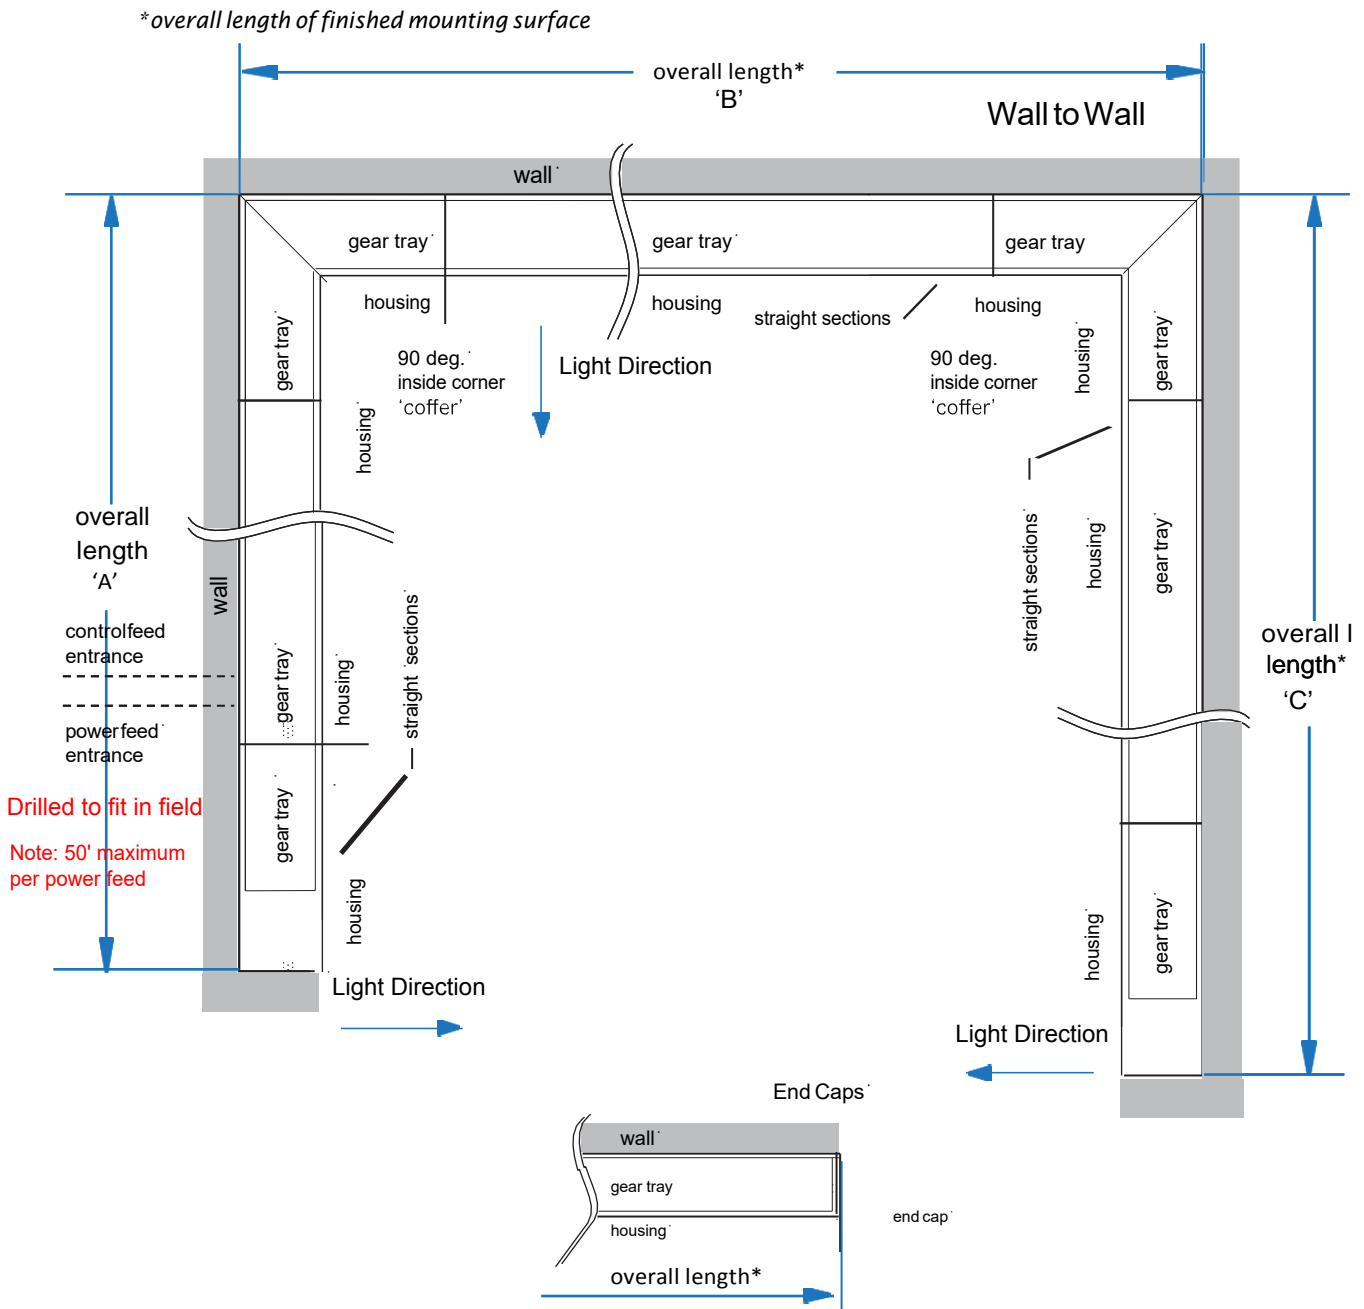 *overall length of finished mounting surface
overall length*
‘B’
Wall to Wall
wall
gear tray
gear tray
gear tray
housing
housing
housing
straight sections
90 deg.
inside corner
‘coffer’
Light Direction
90 deg.
inside corner
‘coffer’
gear tray
housing
housing
gear tray
overall
length
‘A’
wall
straight sections
housing
gear tray
straight sections
controlfeed
entrance
gear tray
housing
overall l
length*
‘C’
powerfeed
entrance
Drilled to fit in field
Note: 50' maximum
per power feed
gear tray
housing
housing
gear tray
Light Direction
Light Direction
End Caps
wall
gear tray
housing
end cap
overall length*